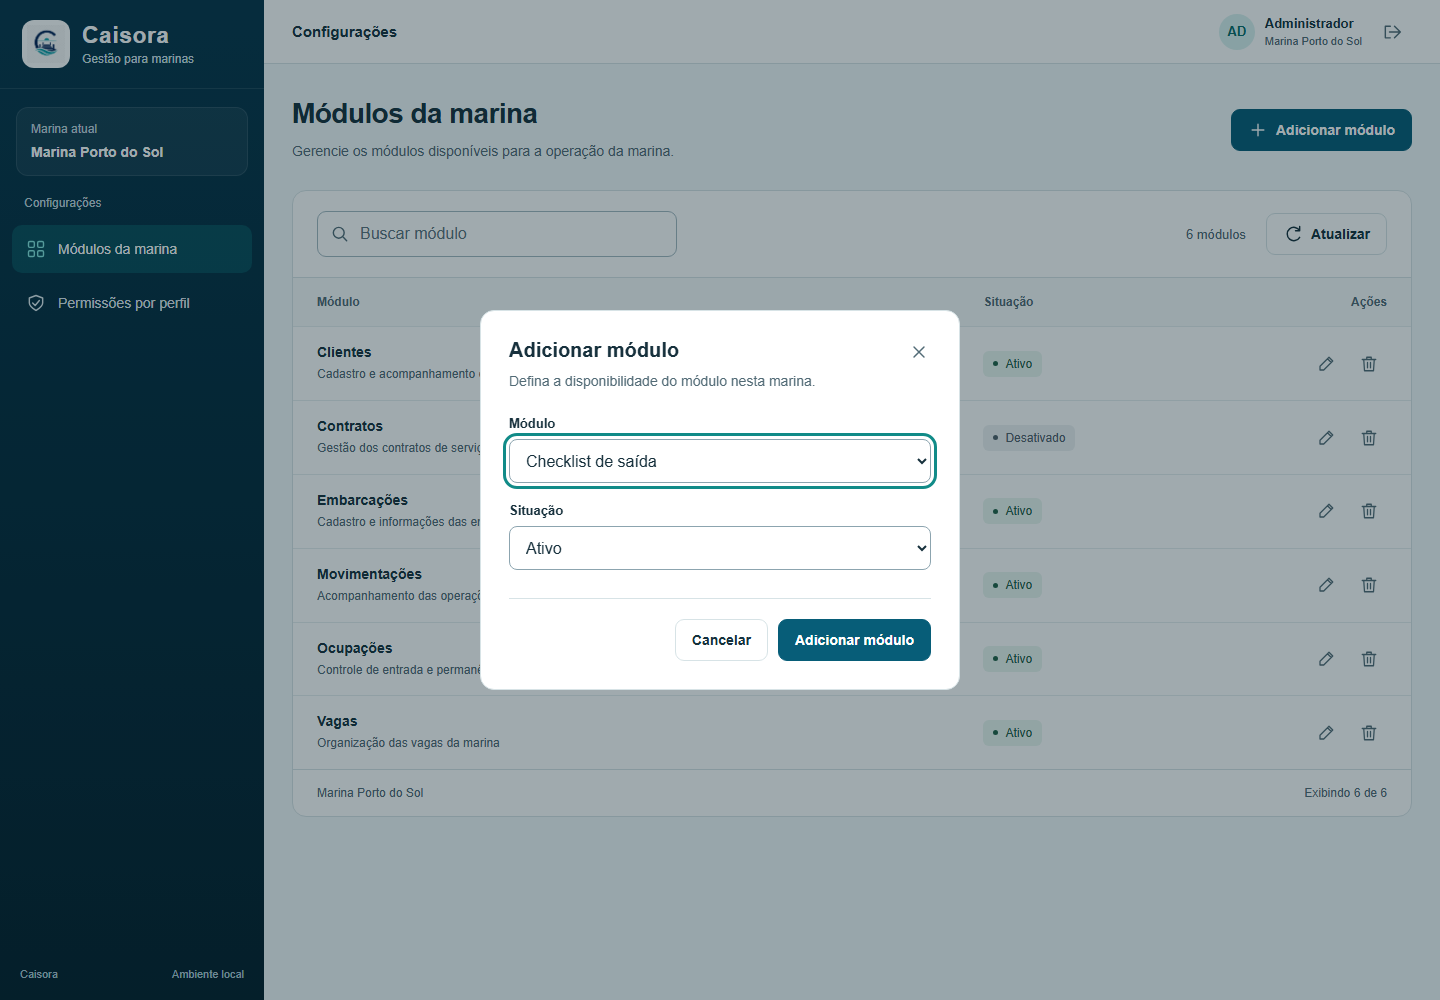 Caisora
Gestão para marinas
Marina atual
Marina Porto do Sol
Configurações
Módulos da marina
Permissões por perfil
Caisora
Ambiente local
Configurações
AD
Administrador
Marina Porto do Sol
Módulos da marina
Gerencie os módulos disponíveis para a operação da marina.
Adicionar módulo
Buscar módulo
6 módulos
Atualizar
Módulo
Situação
Ações
Clientes
Cadastro e acompanhamento
Ativo
Contratos
Gestão dos contratos de
Desativado
Embarcações
Cadastro e informações das
Ativo
Movimentações
Acompanhamento das
Ativo
Ocupações
Controle de entrada e
Ativo
Vagas
Organização das vagas da marina
Ativo
Marina Porto do Sol
Exibindo 6 de 6
Adicionar módulo
Defina a disponibilidade do módulo nesta marina.
Módulo
Checklist de saída
Situação
Ativo
Cancelar
Adicionar módulo